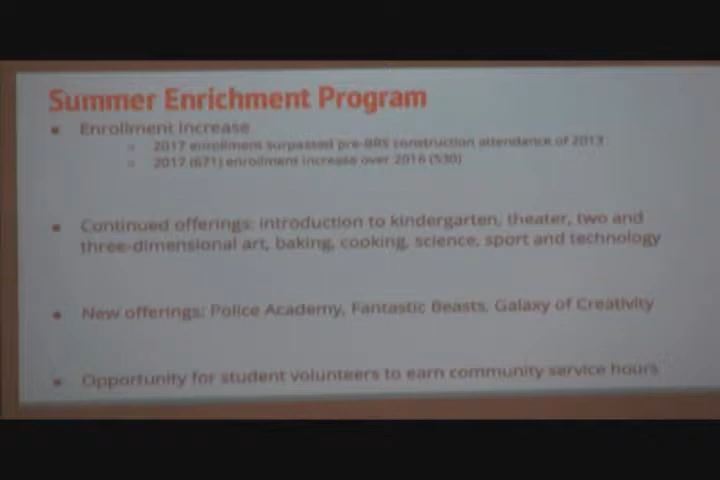 Summer Enrichment Program
Enrollment increase
2017 enrollment surpassed pre-BRS construction attendance of 2013
2017 (671) enrollment increase over 2016 (530)
Continued offerings: introduction to kindergarten, theater, two and
three-dimensional art, baking, cooking, science, sport and technology
New offerings: Police Academy, Fantastic Beasts, Galaxy of Creativity
Opportunity for student volunteers to earn community service hours